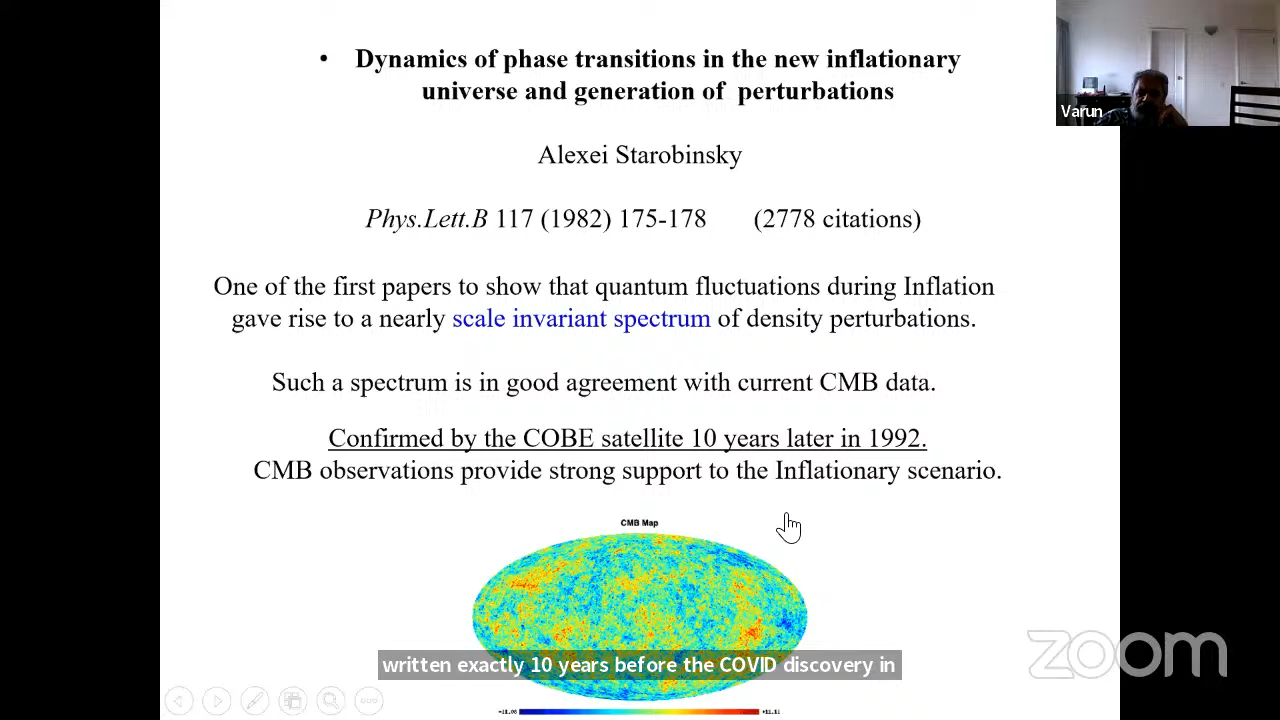 • Dynamics of phase transitions in the new inflationary
universe and generation of perturbations
Varun
Alexei Starobinsky
Phys.Lett.B 117 (1982) 175-178 (2778 citations)
One of the first papers to show that quantum fluctuations during Inflation
gave rise to a nearly scale invariant spectrum of density perturbations.
Such a spectrum is in good agreement with current CMB data.
Confirmed by the COBE satellite 10 years later in 1992.
CMB observations provide strong support to the Inflationary scenario.
CMB Map
written exactly 10 years before the COVID discovery in
zoom